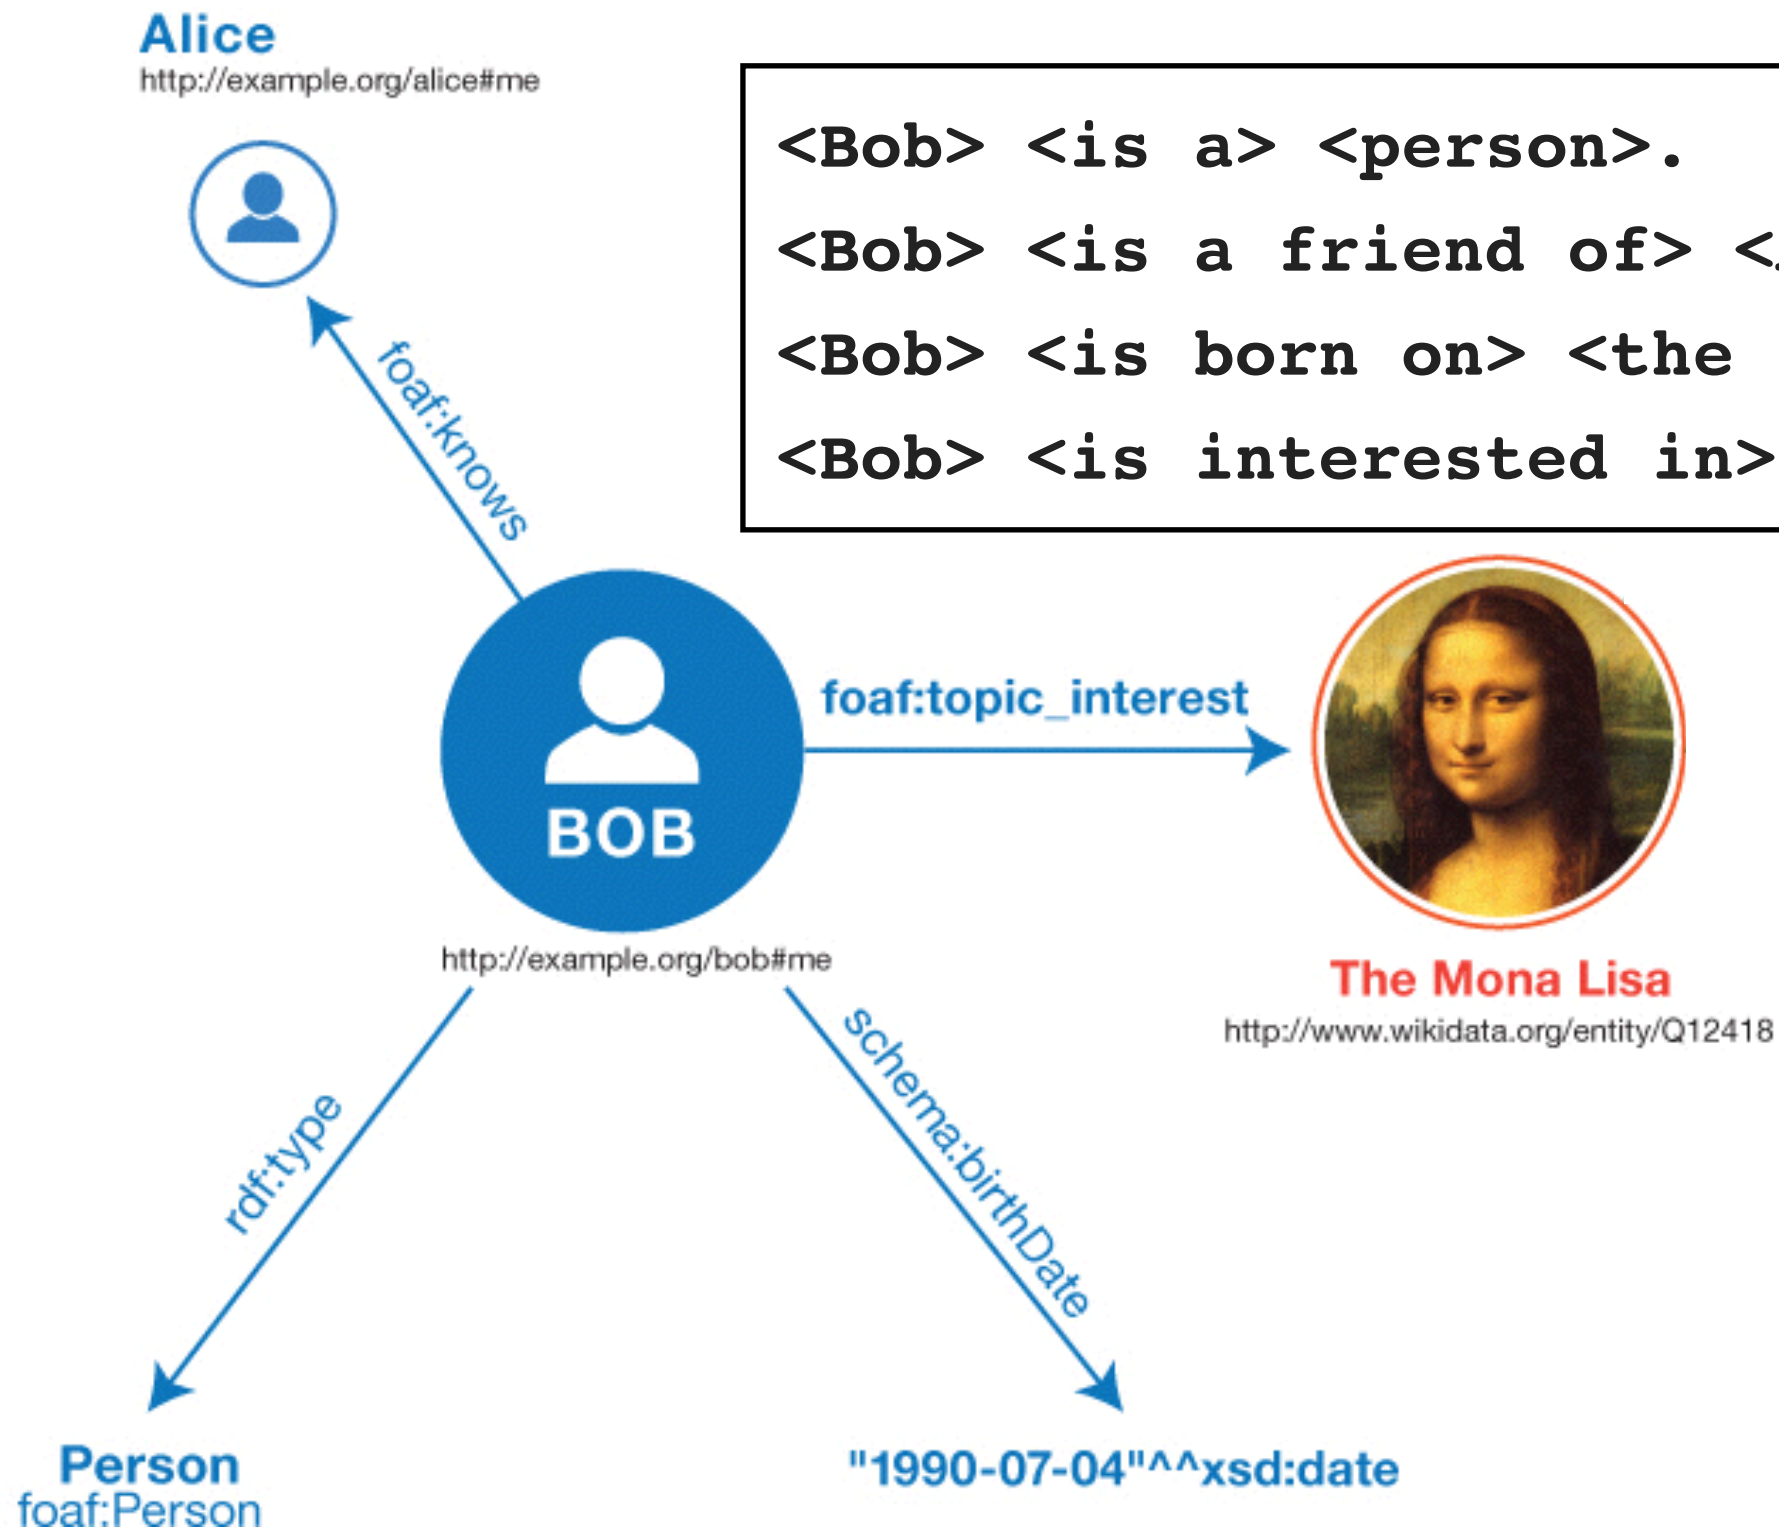 Alice
http://example.org/alice#me
<Bob> <is a> <person>.
<Bob> <is a friend of> <
<Bob> <is born on> <the
<Bob> <is interested in>
foaf:knows
foaf:topic_interest
BOB
http://example.org/bob#me
The Mona Lisa
http://www.wikidata.org/entity/Q12418
rdf:type
schema:birthDate
Person
foaf:Person
"1990-07-04"^^xsd:date